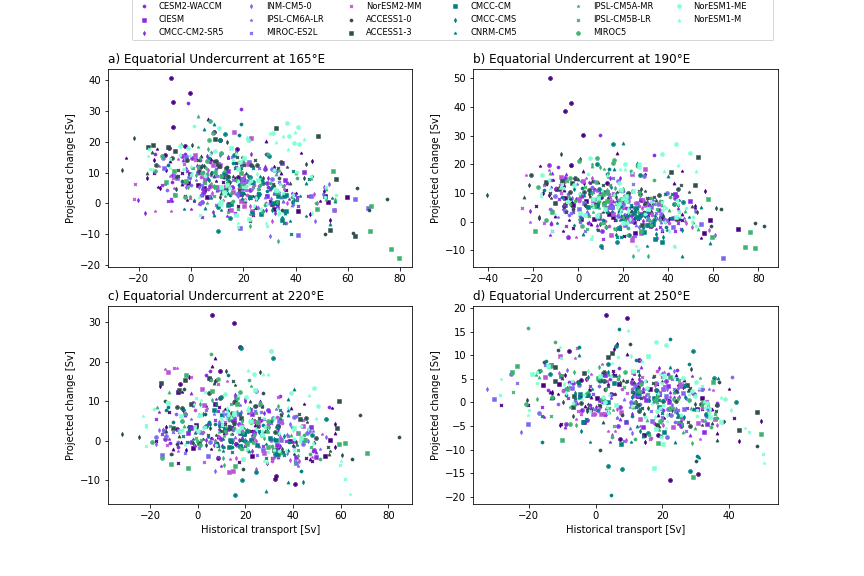 CESM2-WACCM INM-CM5-0 NorESM2-MM CMCC-CM IPSL-CM5A-MR NorESM1-ME
CIESM IPSL-CM6A-LR ACCESS1-0 CMCC-CMS IPSL-CM5B-LR NorESM1-M
CMCC-CM2-SR5 MIROC-ES2L ACCESS1-3 CNRM-CM5 MIROC5
a) Equatorial Undercurrent at 165°E
Projected change [Sv]
40
30
20
10
0
−10
−20
−20 0 20 40 60 80
b) Equatorial Undercurrent at 190°E
Projected change [Sv]
50
40
30
20
10
0
−10
−40 −20 0 20 40 60 80
c) Equatorial Undercurrent at 220°E
Projected change [Sv]
30
20
10
0
−10
−20 0 20 40 60 80
Historical transport [Sv]
d) Equatorial Undercurrent at 250°E
Projected change [Sv]
20
15
10
5
0
−5
−10
−15
−20
−20 0 20 40
Historical transport [Sv]